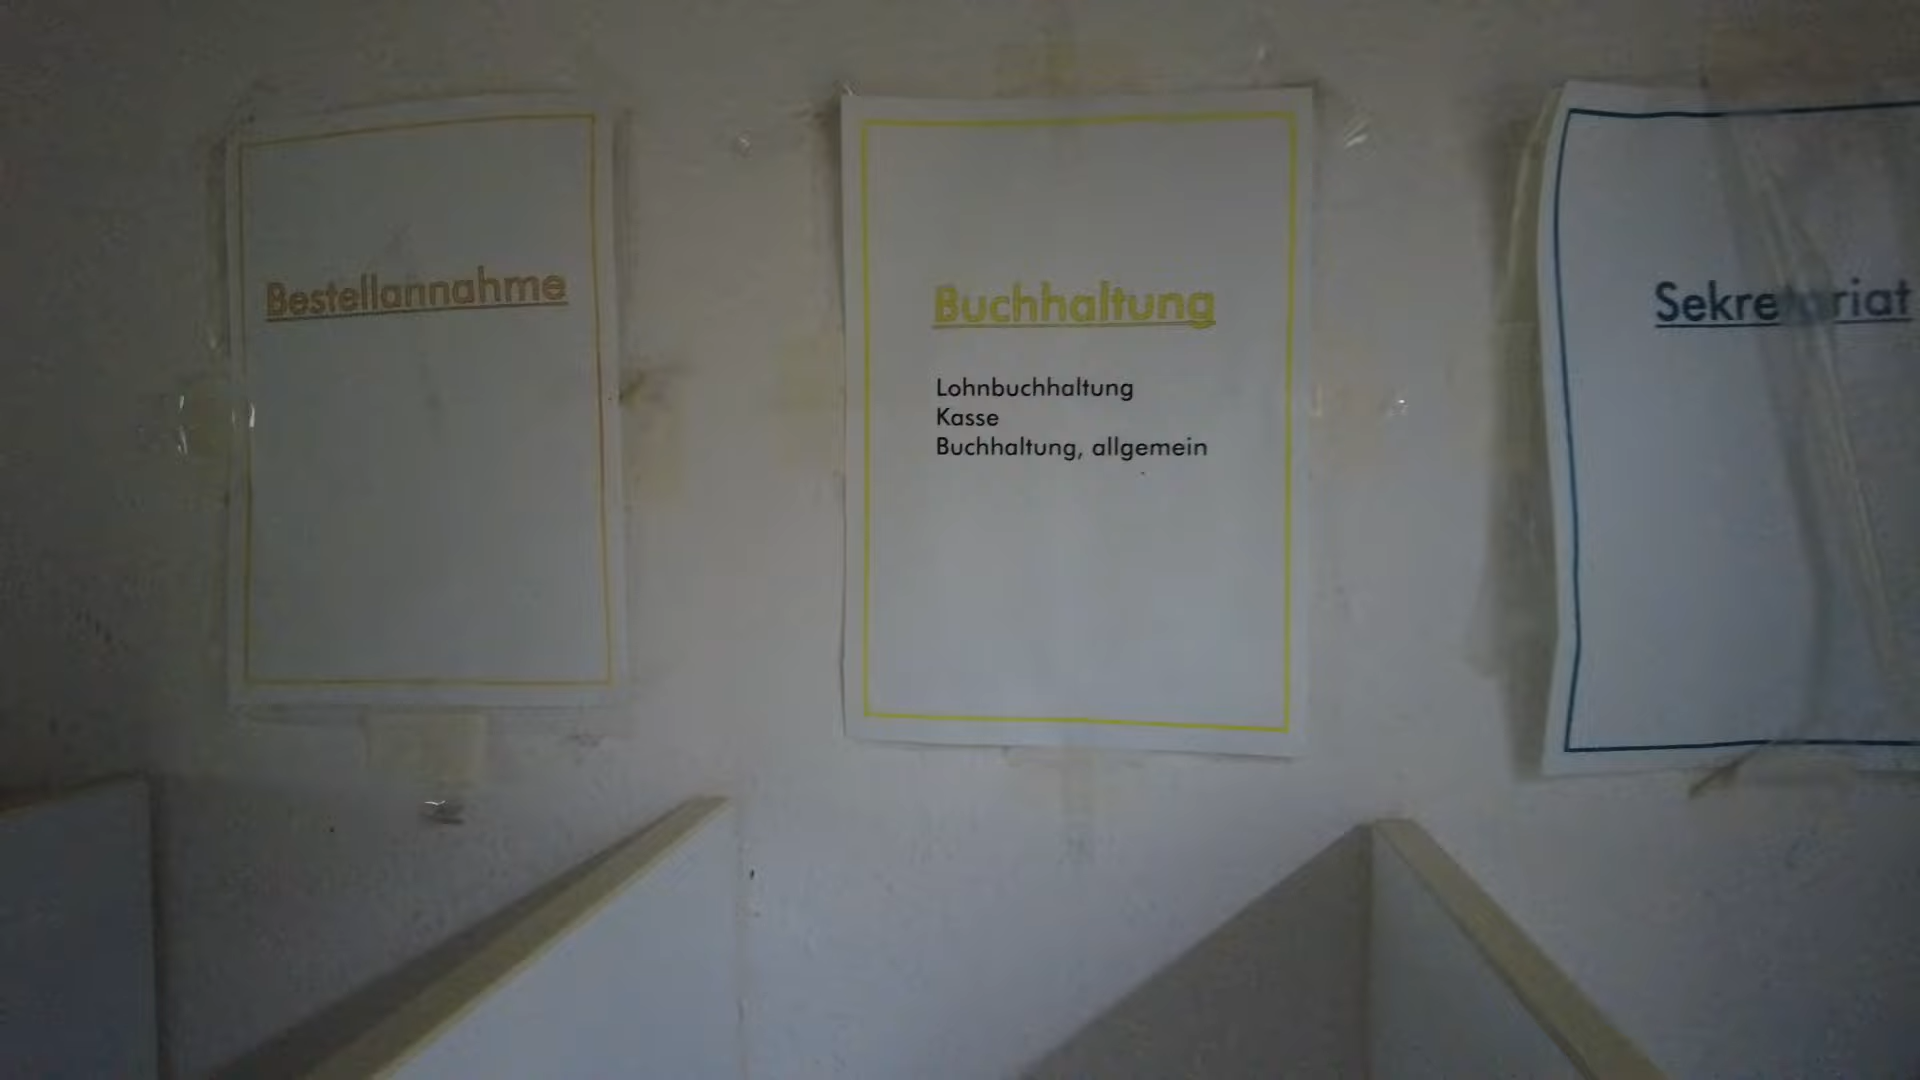 Bestellannahme
Buchhaltung
Lohnbuchhaltung
Kasse
Buchhaltung, allgemein
Sekretariat